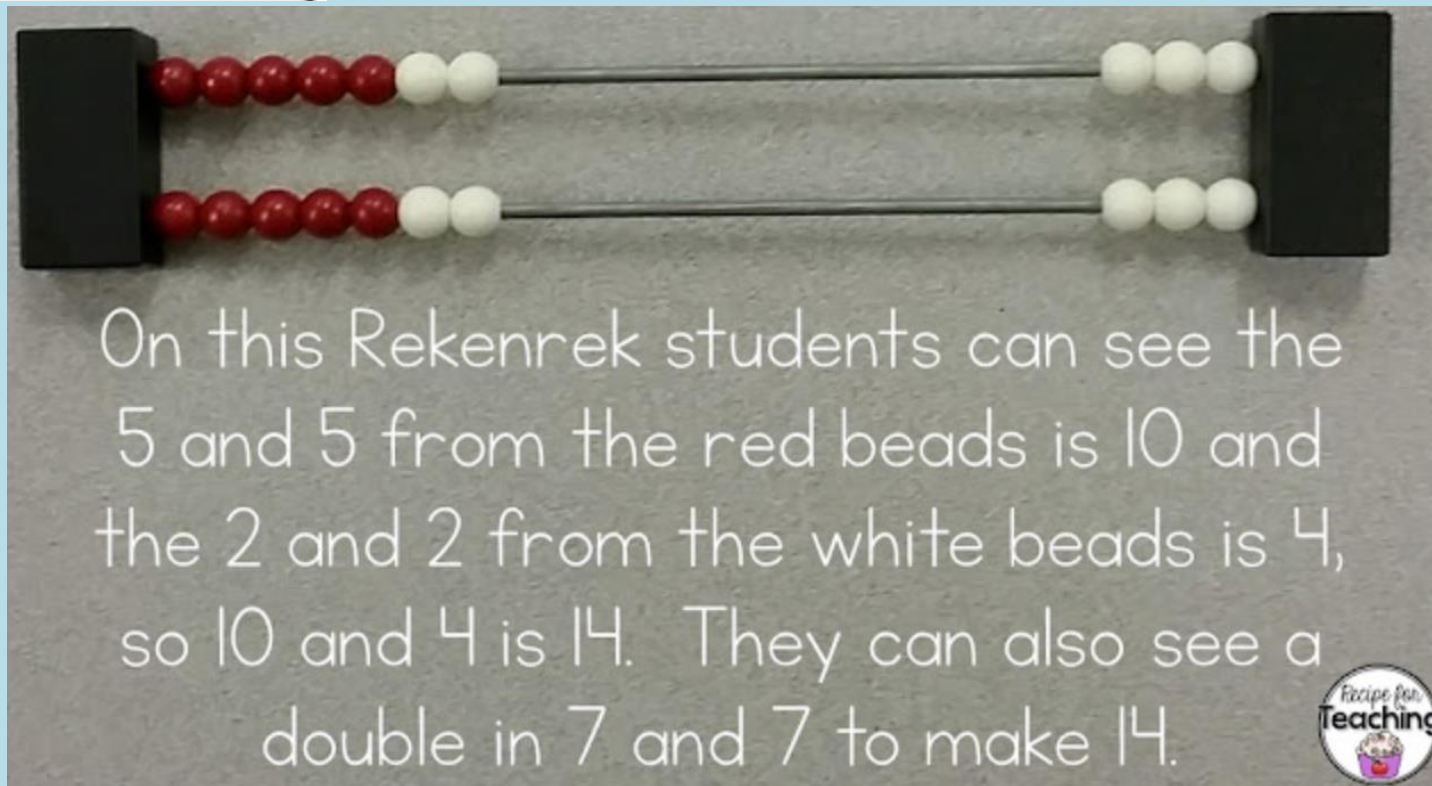 On this Rekenrek students can see the
5 and 5 from the red beads is 10 and
the 2 and 2 from the white beads is 4,
so 10 and 4 is 14. They can also see a
double in 7 and 7 to make 14.
Recipe for
Teaching